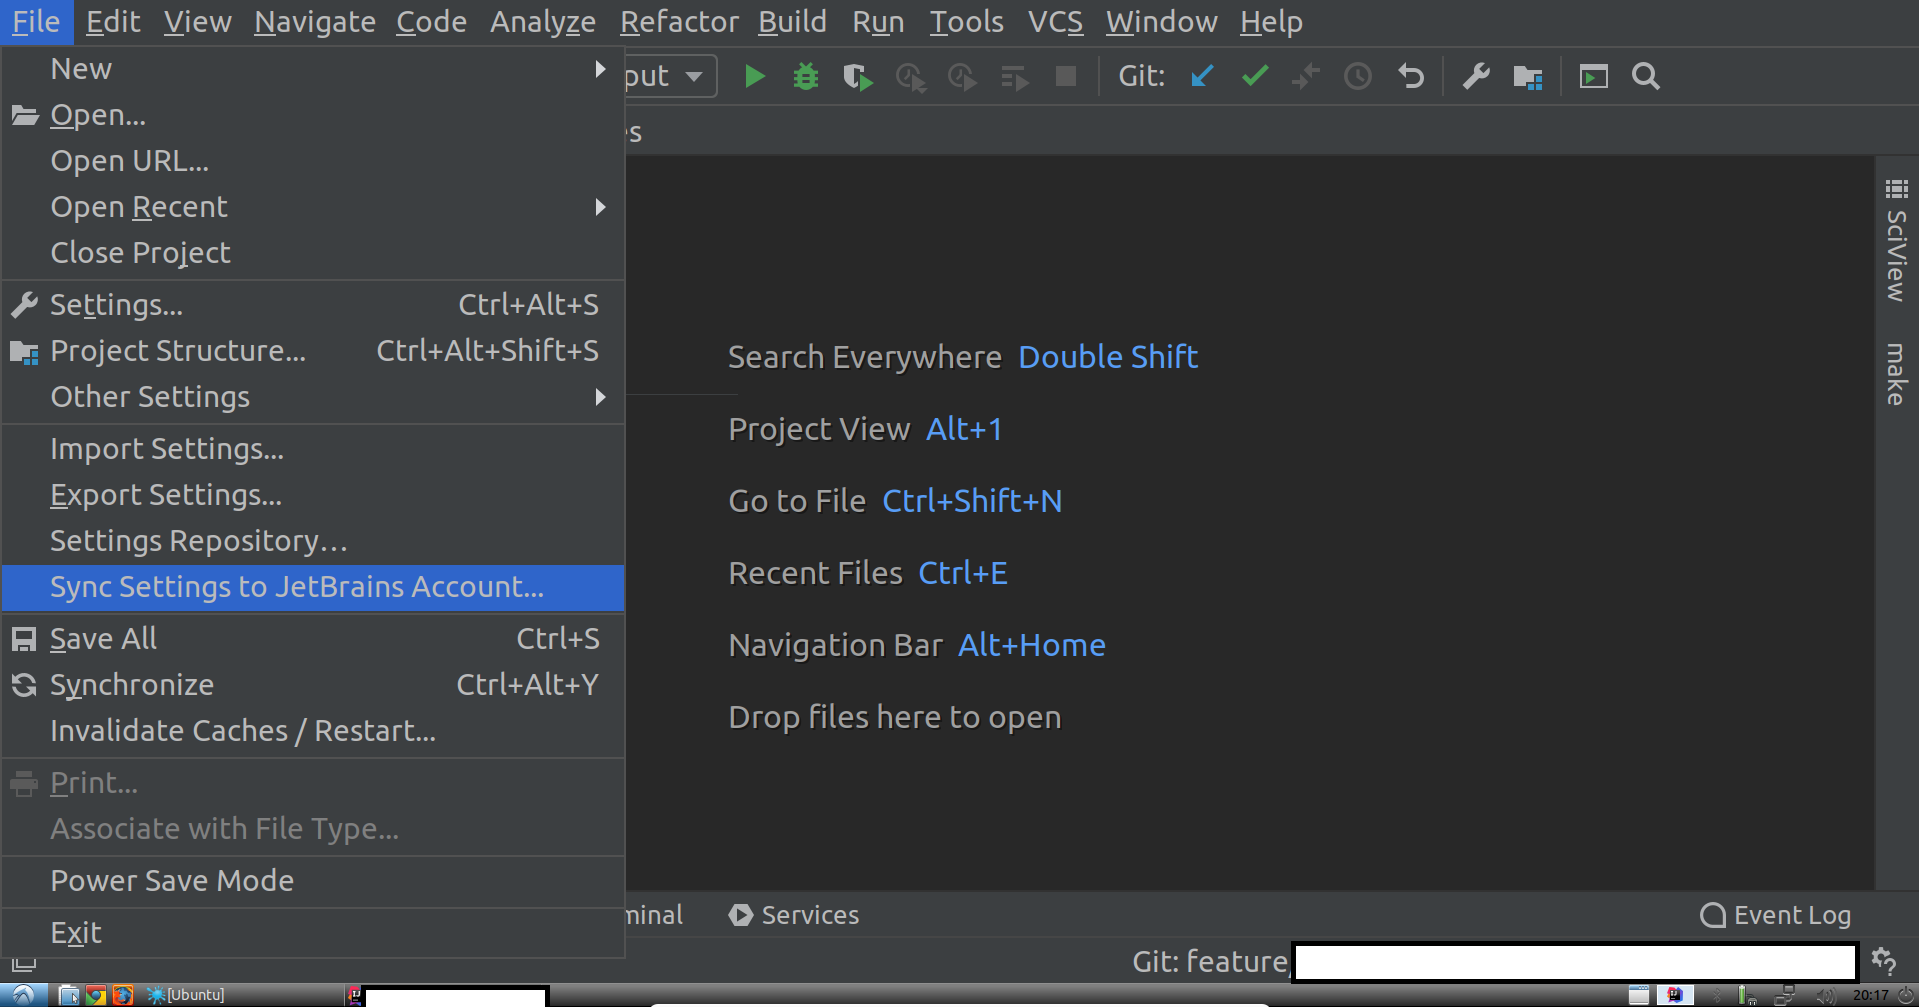 File Edit View Navigate Code Analyze Refactor Build Run Tools VCS Window Help
New
Open...
Open URL...
Open Recent
Close Project
Settings... Ctrl+Alt+S
Project Structure... Ctrl+Alt+Shift+S
Other Settings
Import Settings...
Export Settings...
Settings Repository...
Sync Settings to JetBrains Account...
Save All Ctrl+S
Synchronize Ctrl+Alt+Y
Invalidate Caches / Restart...
Print...
Associate with File Type...
Power Save Mode
Exit
put Git:
es
Search Everywhere Double Shift
Project View Alt+1
Go to File Ctrl+Shift+N
Recent Files Ctrl+E
Navigation Bar Alt+Home
Drop files here to open
SciView
make
minal Services Event Log
Git: feature/
[Ubuntu] 20:17